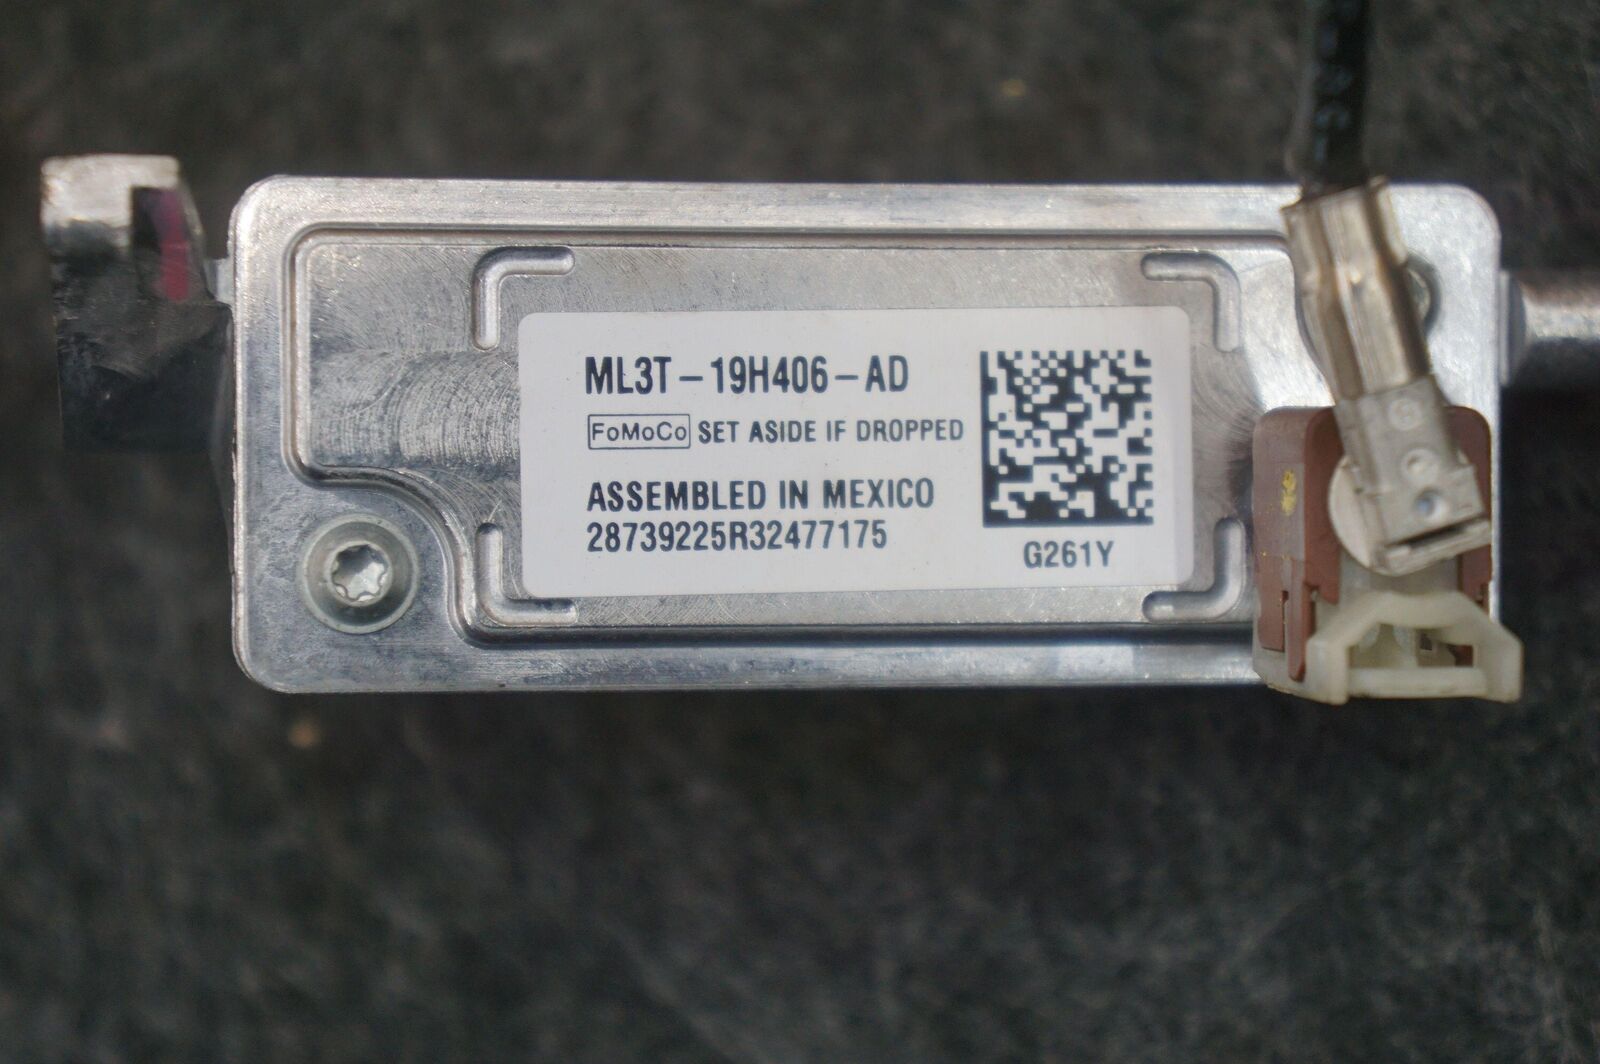 ML3T-19H406-AD
FoMoCo SET ASIDE IF DROPPED
ASSEMBLED IN MEXICO
28739225R32477175
G261Y